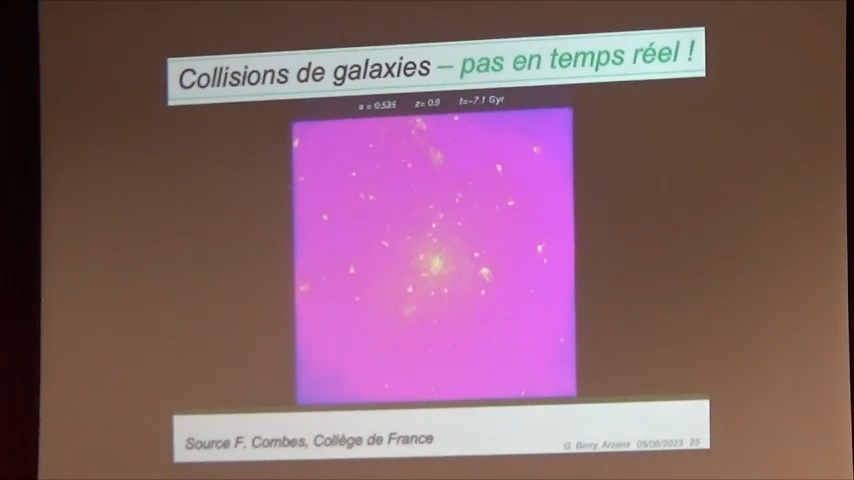 Collisions de galaxies – pas en temps réel !
a = 0.535 z= 0.9 t=-7.1 Gyr
Source F. Combes, Collège de France
G. Berry, Arzano 05/06/2023 25